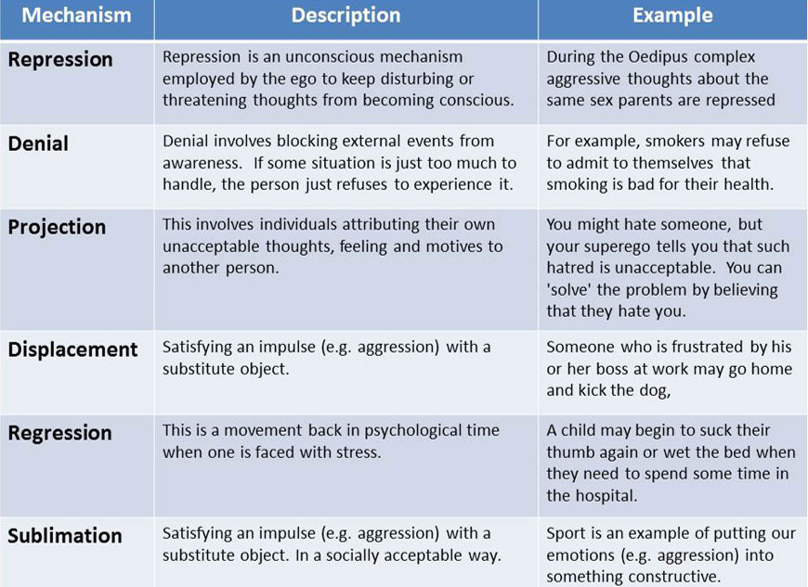 Mechanism Description Example
Repression
Repression is an unconscious mechanism
employed by the ego to keep disturbing or
threatening thoughts from becoming conscious.
During the Oedipus complex
aggressive thoughts about the
same sex parents are repressed
Denial
Denial involves blocking external events from
awareness. If some situation is just too much to
handle, the person just refuses to experience it.
For example, smokers may refuse
to admit to themselves that
smoking is bad for their health.
Projection
This involves individuals attributing their own
unacceptable thoughts, feeling and motives to
another person.
You might hate someone, but
your superego tells you that such
hatred is unacceptable. You can
'solve' the problem by believing
that they hate you.
Displacement
Satisfying an impulse (e.g. aggression) with a
substitute object.
Someone who is frustrated by his
or her boss at work may go home
and kick the dog,
Regression
This is a movement back in psychological time
when one is faced with stress.
A child may begin to suck their
thumb again or wet the bed when
they need to spend some time in
the hospital.
Sublimation
Satisfying an impulse (e.g. aggression) with a
substitute object. In a socially acceptable way.
Sport is an example of putting our
emotions (e.g. aggression) into
something constructive.